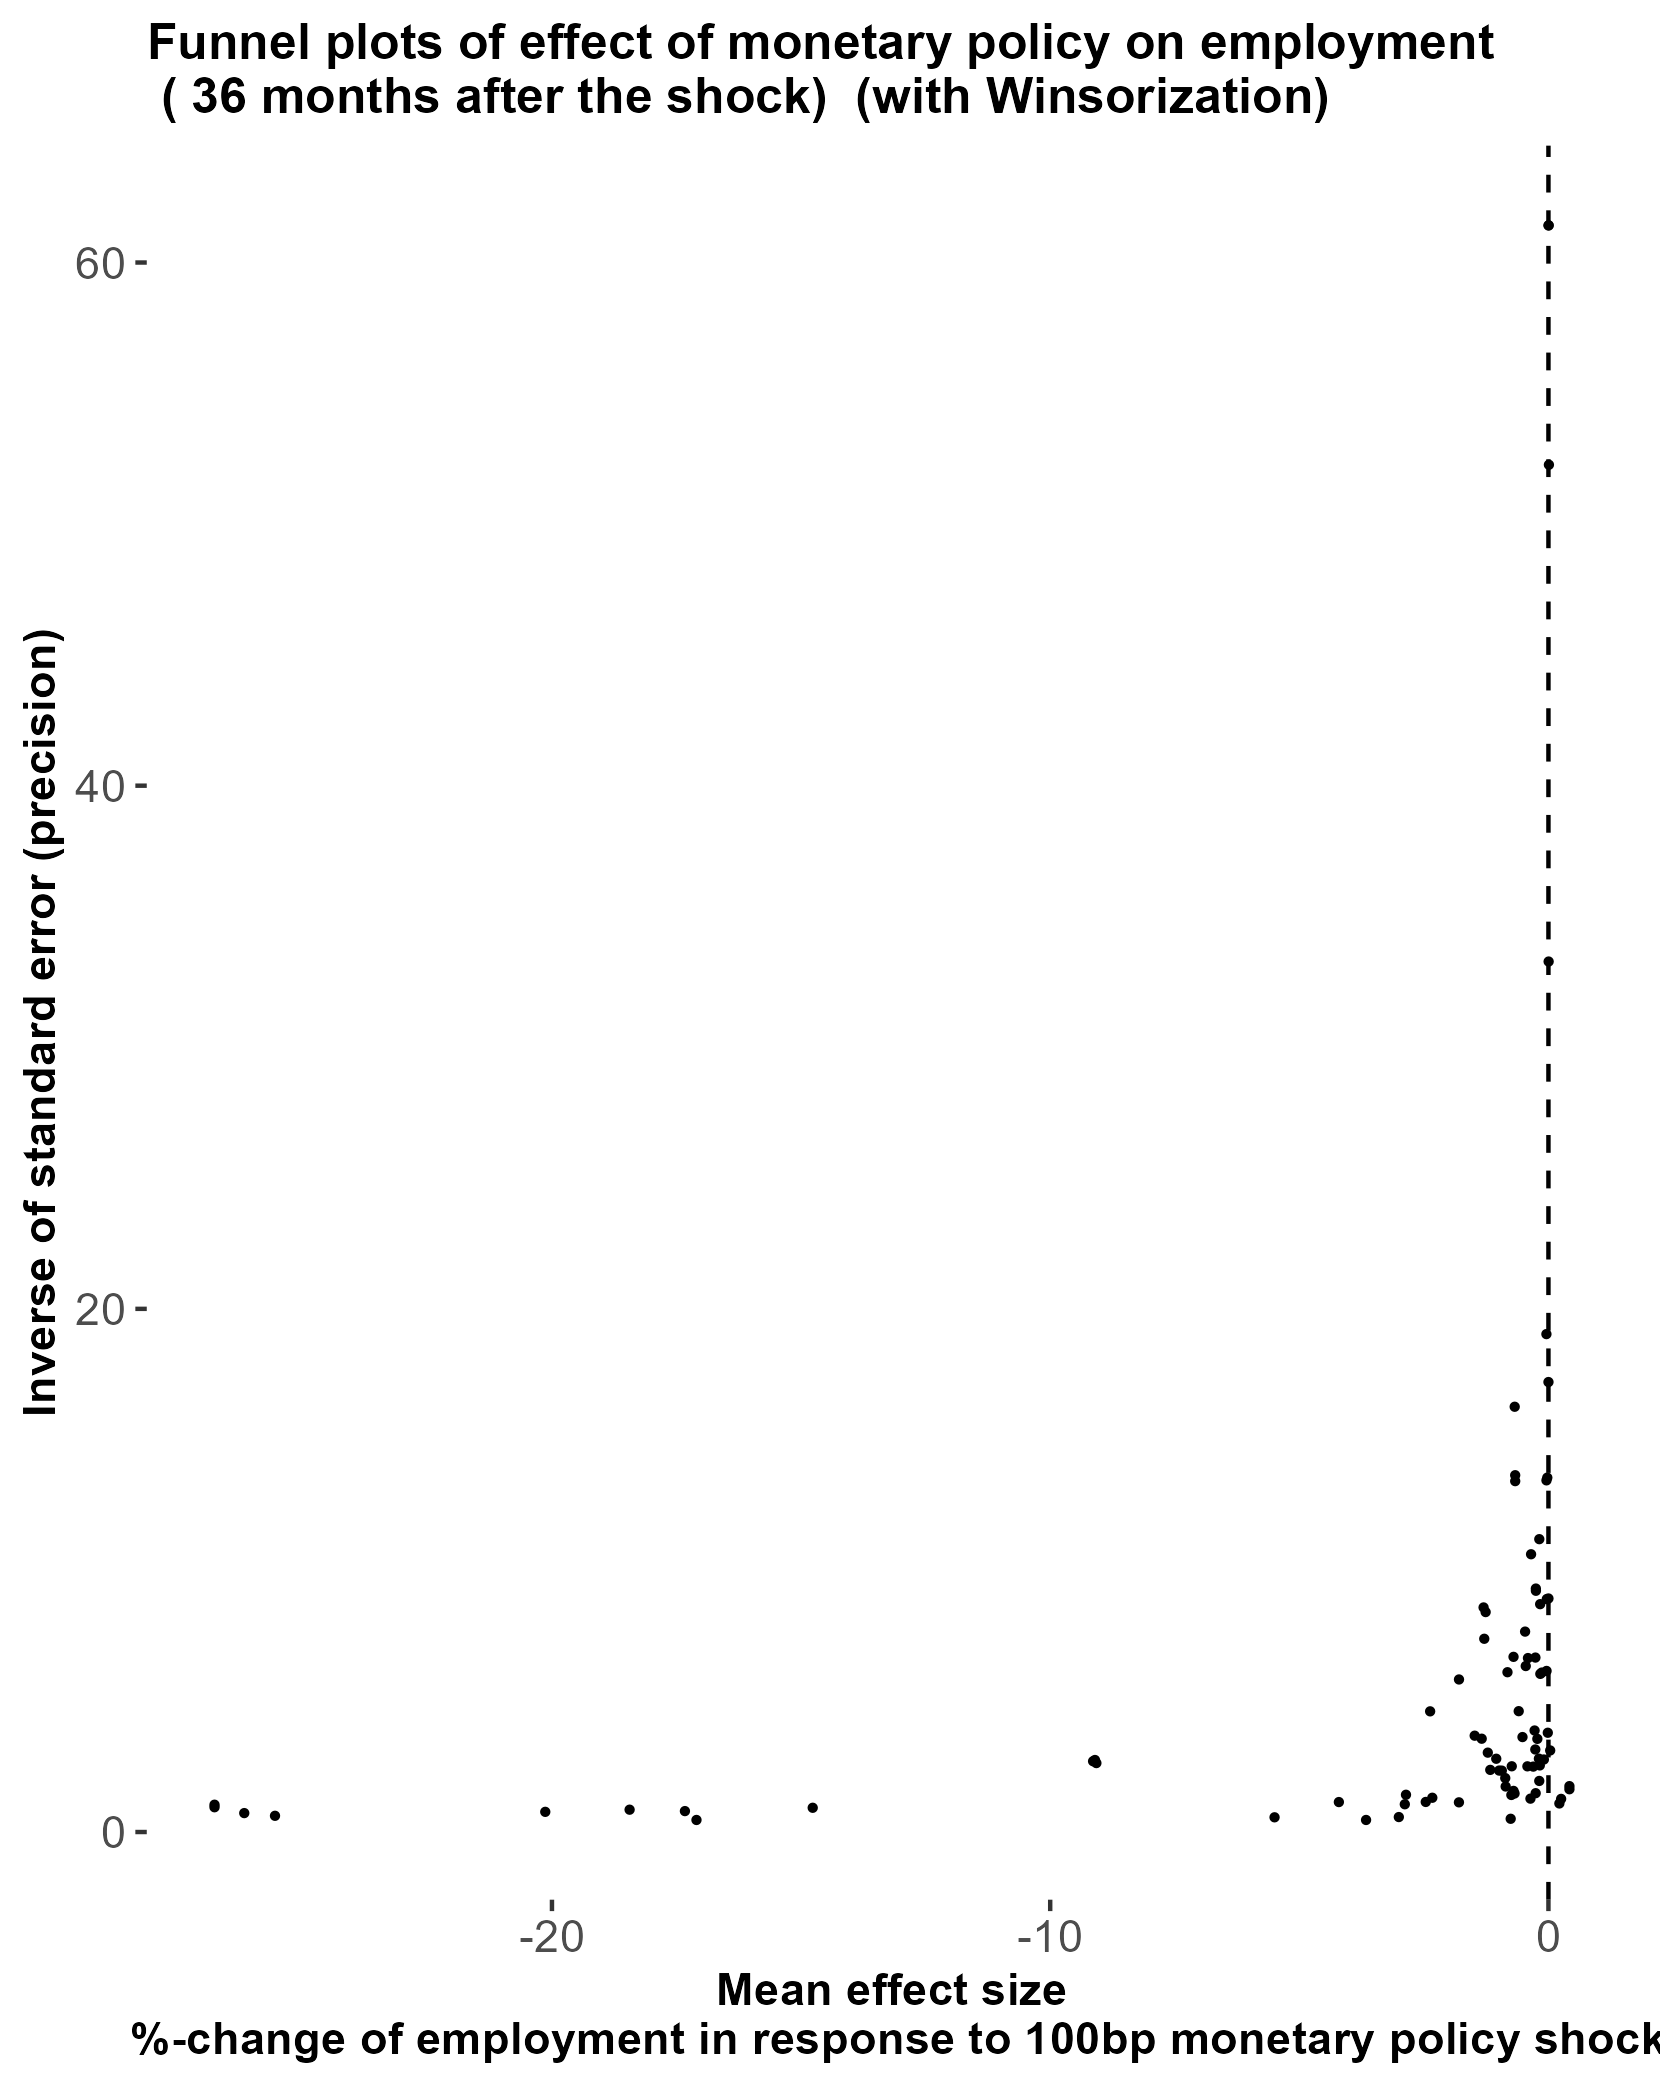 Funnel plots of effect of monetary policy on employment
( 36 months after the shock)  (with Winsorization)
Inverse of standard error (precision)
60
40
20
0
-20
-10
0
Mean effect size
%-change of employment in response to 100bp monetary policy shock